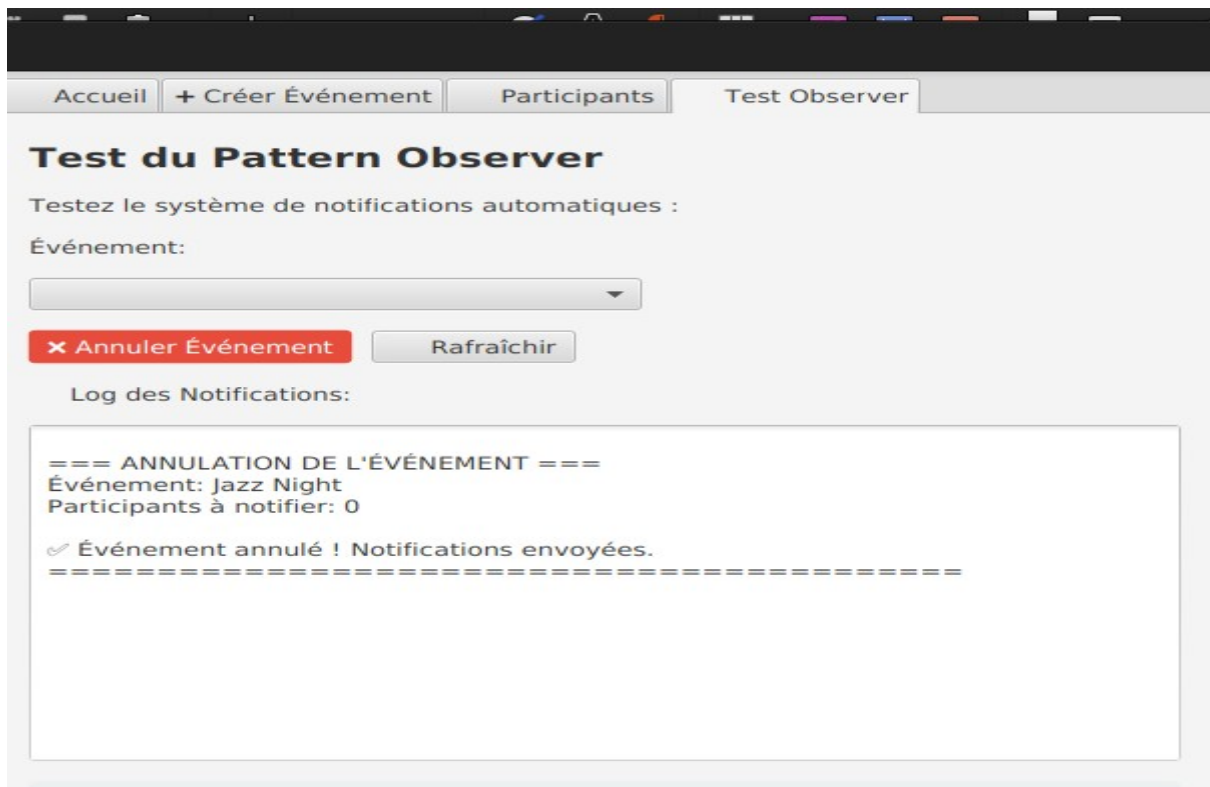 Accueil + Créer Événement Participants Test Observer
Test du Pattern Observer
Testez le système de notifications automatiques :
Événement:
× Annuler Événement Rafraîchir
Log des Notifications:
=== ANNULATION DE L'ÉVÉNEMENT ===
Événement: Jazz Night
Participants à notifier: 0
✅ Événement annulé ! Notifications envoyées.
==========================================